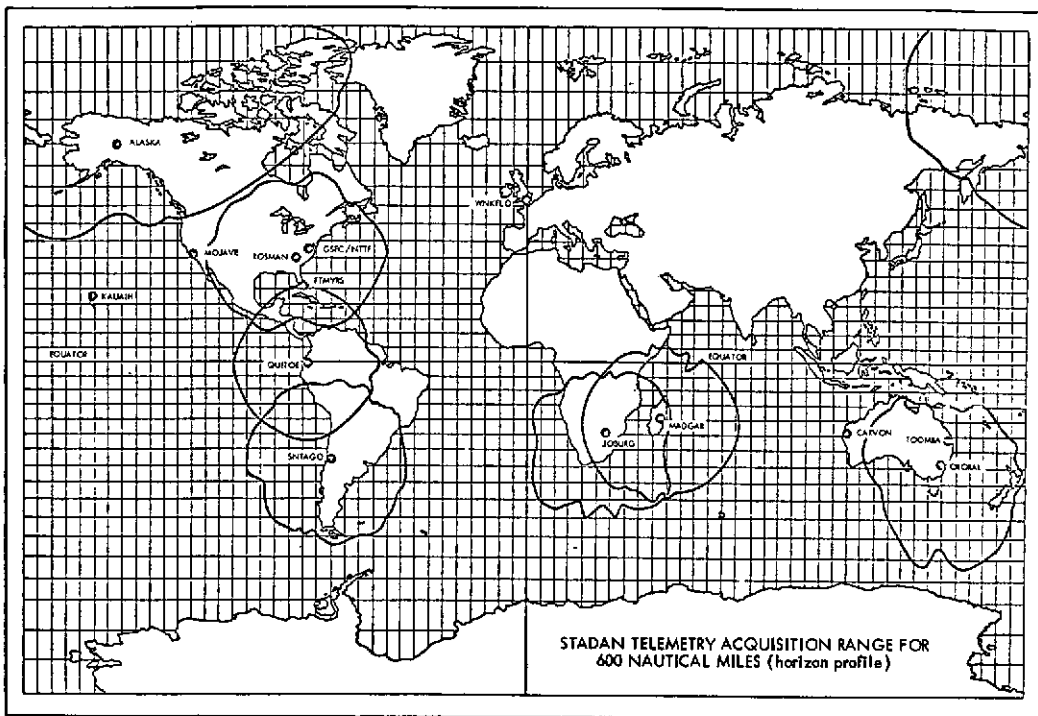 ALASKA
WNKFLD
MOJAVE
ROSMAN
GSFC/NTTF
FTMYRS
KAUAIH
EQUATOR
QUITOE
EQUATOR
MADGAR
JOBURG
SNTAGO
CARVON
TOOMBA
ORORAL
STADAN TELEMETRY ACQUISITION RANGE FOR
600 NAUTICAL MILES (horizon profile)